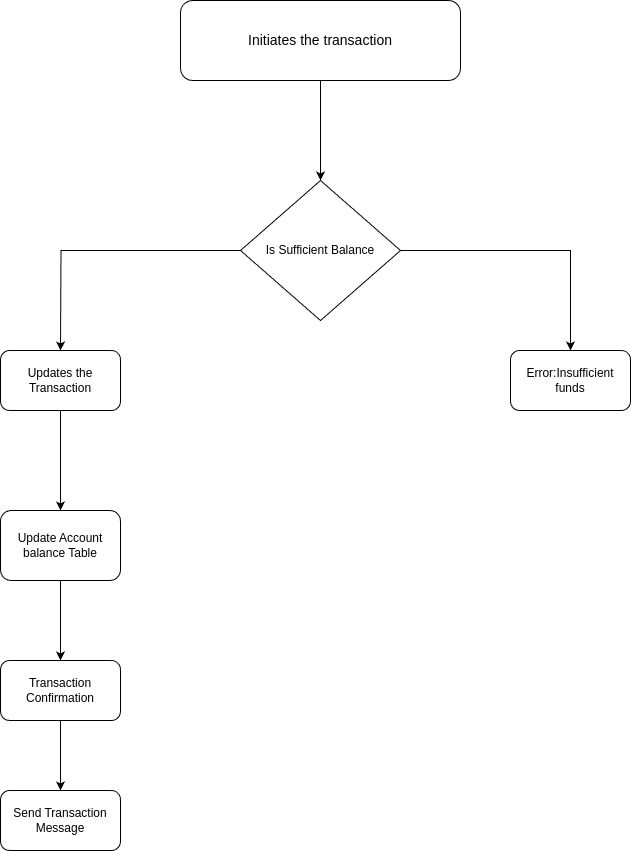 Initiates the transaction
Is Sufficient Balance
Updates the
Transaction
Error:Insufficient
funds
Update Account
balance Table
Transaction
Confirmation
Send Transaction
Message